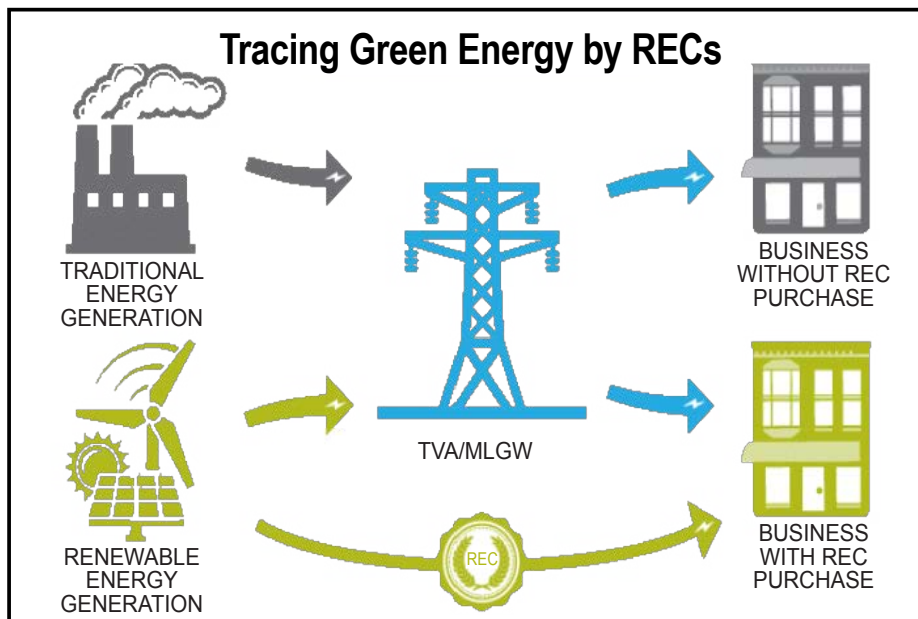 Tracing Green Energy by RECs
TRADITIONAL
ENERGY
GENERATION
BUSINESS
WITHOUT REC
PURCHASE
TVA/MLGW
RENEWABLE
ENERGY
GENERATION
REC
BUSINESS
WITH REC
PURCHASE